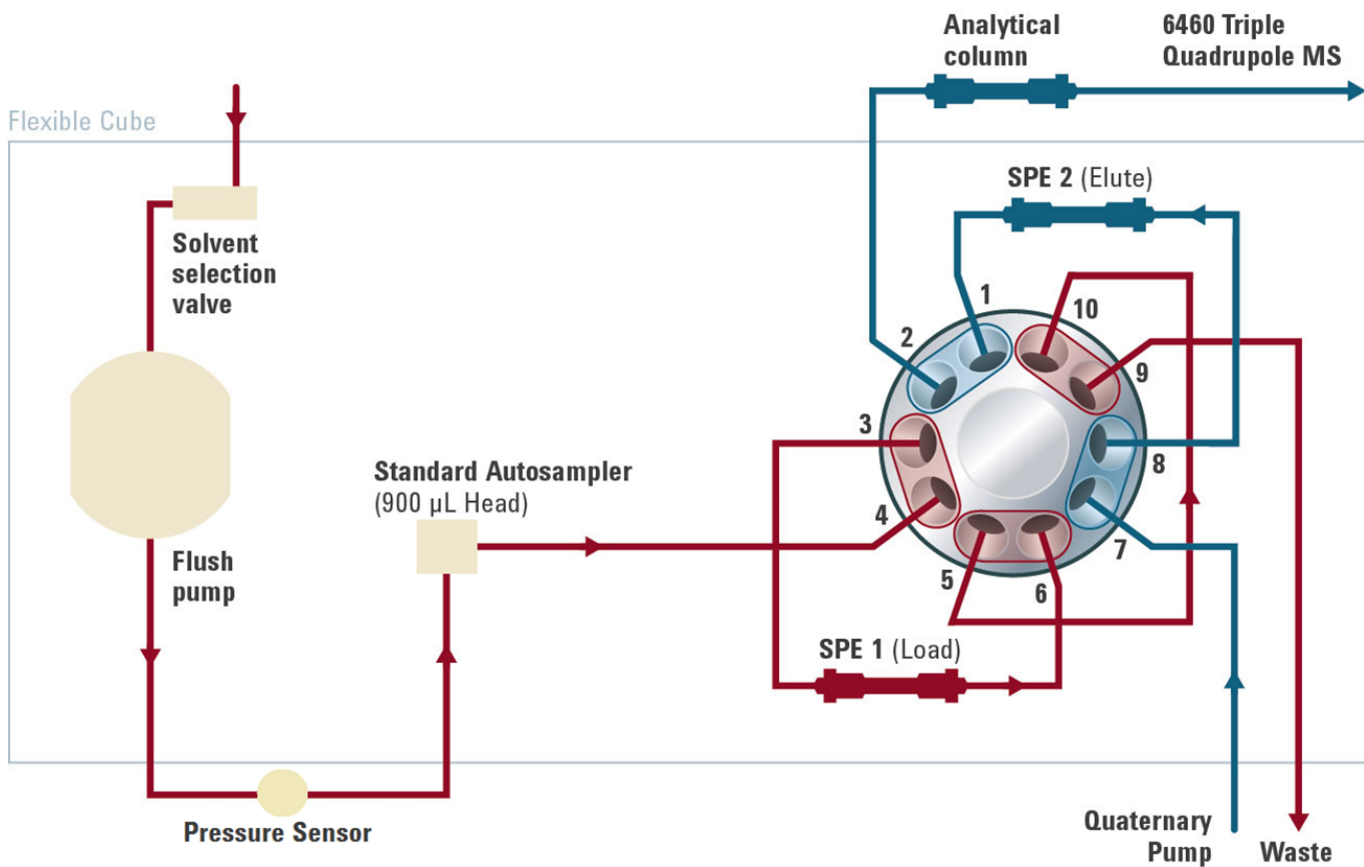 Analytical
column
6460 Triple
Quadrupole MS
Flexible Cube
SPE 2 (Elute)
Solvent
selection
valve
1
10
2
9
3
8
Standard Autosampler
(900 µL Head)
4
7
Flush
pump
5
6
SPE 1 (Load)
Pressure Sensor
Quaternary
Pump
Waste